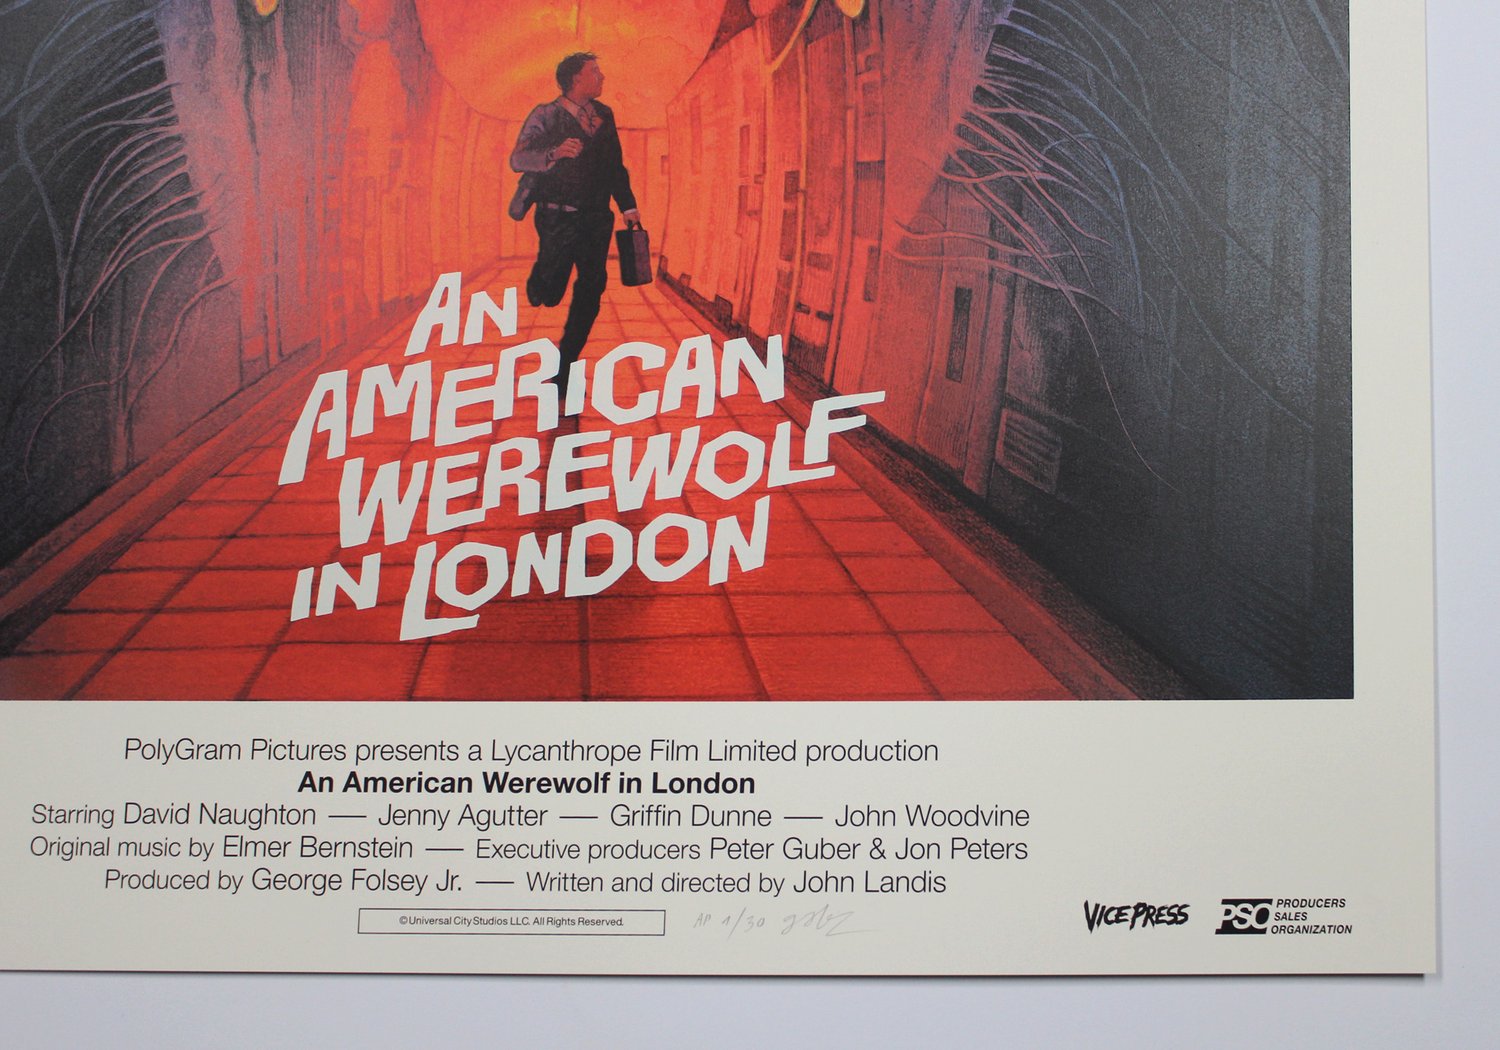 AN
AMERICAN
WEREWOLF
IN LONDON
PolyGram Pictures presents a Lycanthrope Film Limited production
An American Werewolf in London
Starring David Naughton — Jenny Agutter — Griffin Dunne — John Woodvine
Original music by Elmer Bernstein — Executive producers Peter Guber & Jon Peters
Produced by George Folsey Jr. — Written and directed by John Landis
©Universal City Studios LLC. All Rights Reserved.
AP 1/30
VICE PRESS
PSO PRODUCERS
SALES
ORGANIZATION